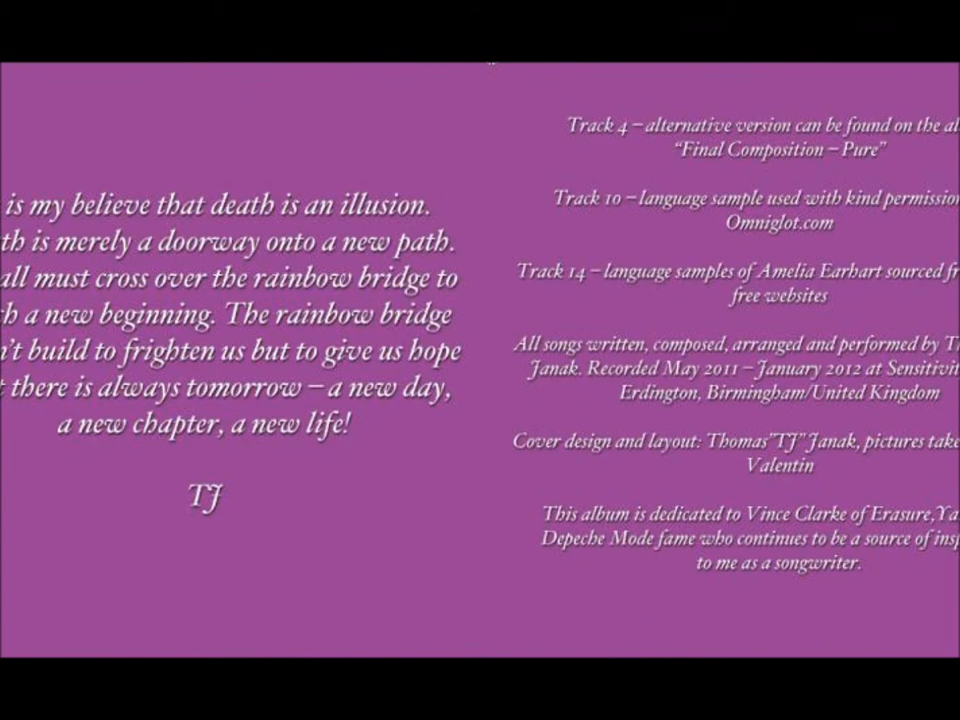 is my believe that death is an illusion.
th is merely a doorway onto a new path.
all must cross over the rainbow bridge to
h a new beginning. The rainbow bridge
n't build to frighten us but to give us hope
t there is always tomorrow – a new day,
a new chapter, a new life!
TJ
Track 4 – alternative version can be found on the al
“Final Composition – Pure”
Track 10 – language sample used with kind permission
Omniglot.com
Track 14 – language samples of Amelia Earhart sourced fr
free websites
All songs written, composed, arranged and performed by Th
Janak. Recorded May 2011 – January 2012 at Sensitivit
Erdington, Birmingham/United Kingdom
Cover design and layout: Thomas"TJ" Janak, pictures take
Valentin
This album is dedicated to Vince Clarke of Erasure, Ya
Depeche Mode fame who continues to be a source of insp
to me as a songwriter.